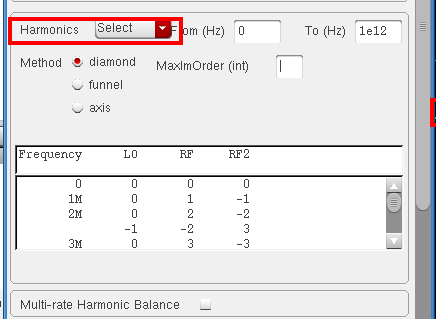 Harmonics Select From (Hz) 0 To (Hz) 1e12
Method diamond MaxImOrder (int)
funnel
axis
Frequency LO RF RF2
0 0 0 0
1M 0 1 -1
2M 0 2 -2
-1 -2 3
3M 0 3 -3
Multi-rate Harmonic Balance